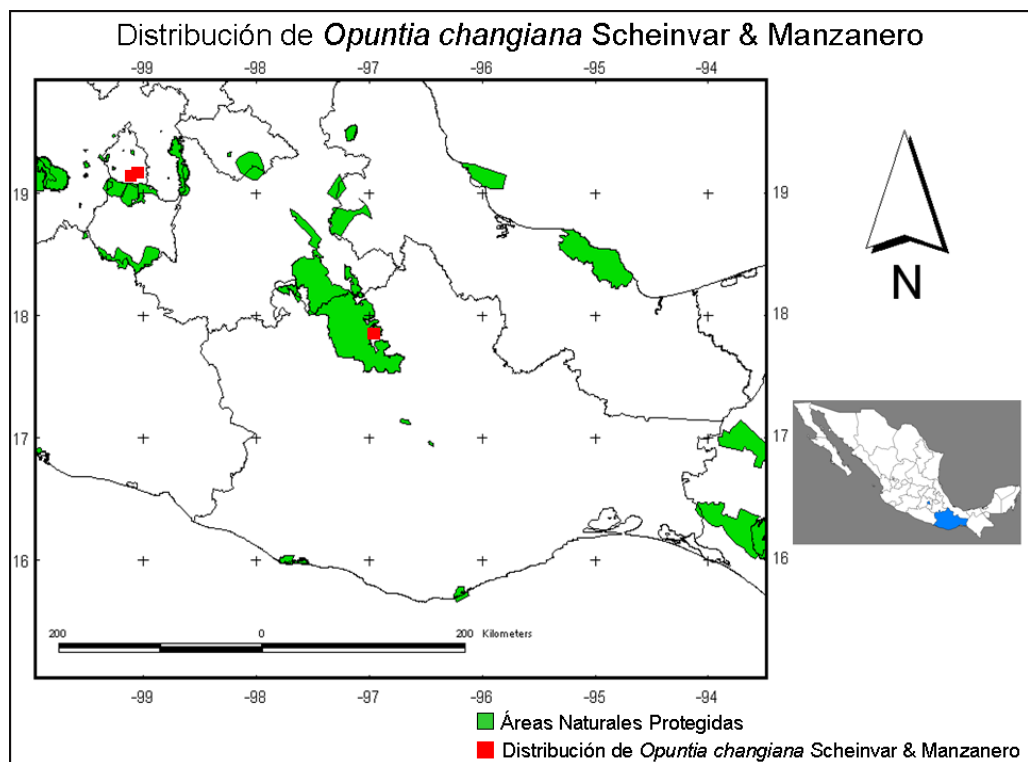 Distribución de Opuntia changiana Scheinvar & Manzanero
-99 -98 -97 -96 -95 -94
19 19
18 18
17 17
16 16
200 0 200 Kilometers
-99 -98 -97 -96 -95 -94
N
Áreas Naturales Protegidas
Distribución de Opuntia changiana Scheinvar & Manzanero